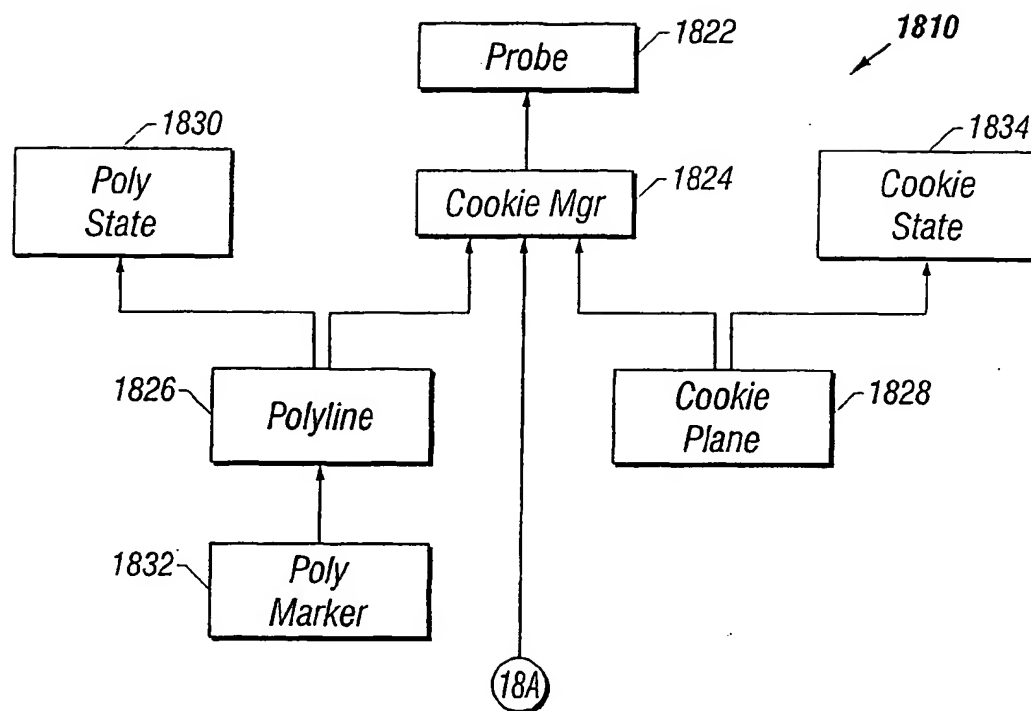 1810
1822
Probe
1830
Poly
State
1824
Cookie Mgr
1834
Cookie
State
1826
Polyline
1828
Cookie
Plane
1832
Poly
Marker
18A